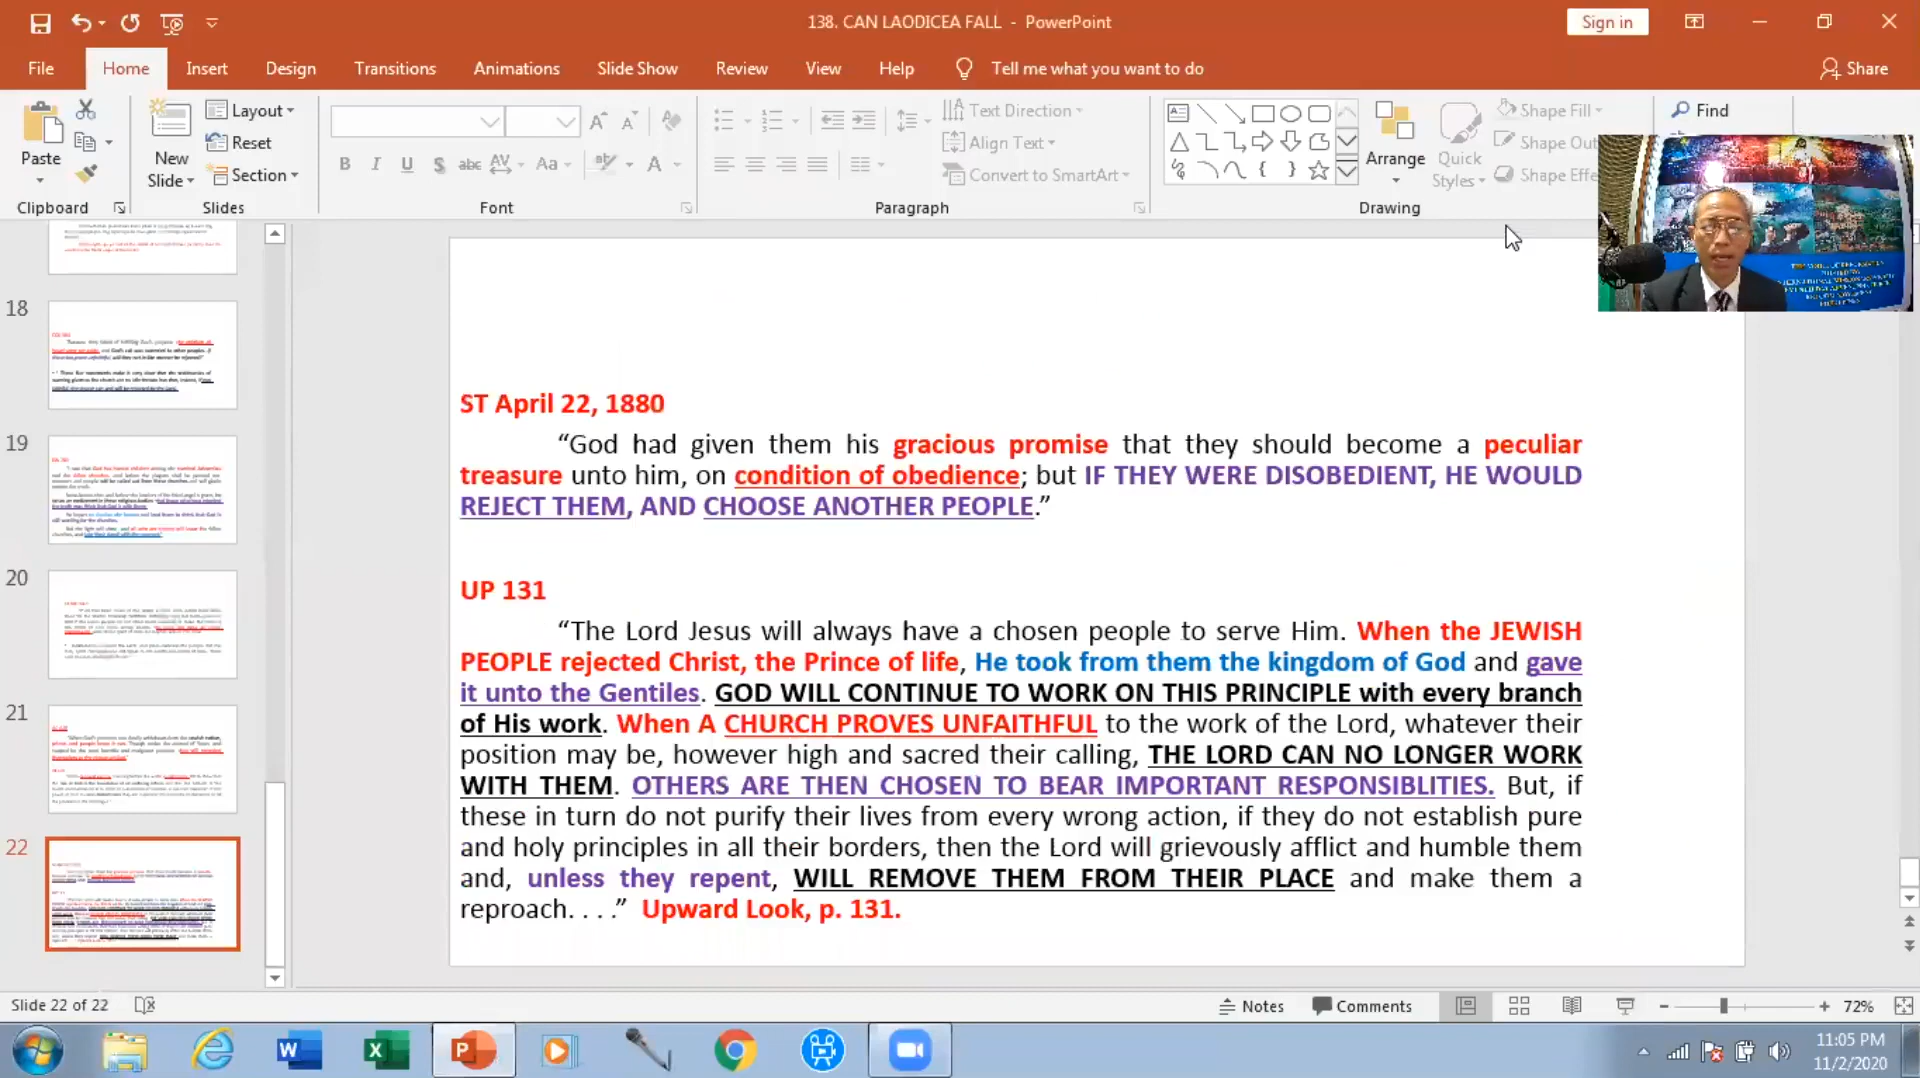 138. CAN LAODICEA FALL - PowerPoint
Sign in
File Home Insert Design Transitions Animations Slide Show Review View Help Tell me what you want to do Share
Paste
New Slide
Layout
Reset
Section
B I U S abc AV Aa A
Text Direction
Align Text
Convert to SmartArt
Arrange
Quick Styles
Shape Fill
Shape Out
Shape Effe
Find
Clipboard Slides Font Paragraph Drawing
18
19
20
21
22
ST April 22, 1880
“God had given them his gracious promise that they should become a peculiar
treasure unto him, on condition of obedience; but IF THEY WERE DISOBEDIENT, HE WOULD
REJECT THEM, AND CHOOSE ANOTHER PEOPLE.”
UP 131
“The Lord Jesus will always have a chosen people to serve Him. When the JEWISH
PEOPLE rejected Christ, the Prince of life, He took from them the kingdom of God and gave
it unto the Gentiles. GOD WILL CONTINUE TO WORK ON THIS PRINCIPLE with every branch
of His work. When A CHURCH PROVES UNFAITHFUL to the work of the Lord, whatever their
position may be, however high and sacred their calling, THE LORD CAN NO LONGER WORK
WITH THEM. OTHERS ARE THEN CHOSEN TO BEAR IMPORTANT RESPONSIBLITIES. But, if
these in turn do not purify their lives from every wrong action, if they do not establish pure
and holy principles in all their borders, then the Lord will grievously afflict and humble them
and, unless they repent, WILL REMOVE THEM FROM THEIR PLACE and make them a
reproach. . . .” Upward Look, p. 131.
Slide 22 of 22
Notes Comments 72%
11:05 PM
11/2/2020